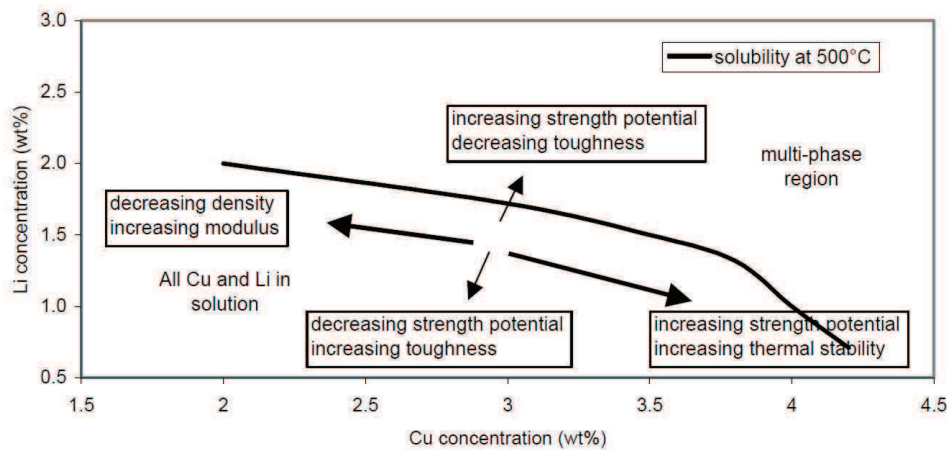 3.0
solubility at 500°C
2.5
increasing strength potential
decreasing toughness
multi-phase
region
2.0
decreasing density
increasing modulus
1.5
All Cu and Li in
solution
1.0
decreasing strength potential
increasing toughness
increasing strength potential
increasing thermal stability
0.5
1.5 2 2.5 3 3.5 4 4.5
Cu concentration (wt%)
Li concentration (wt%)